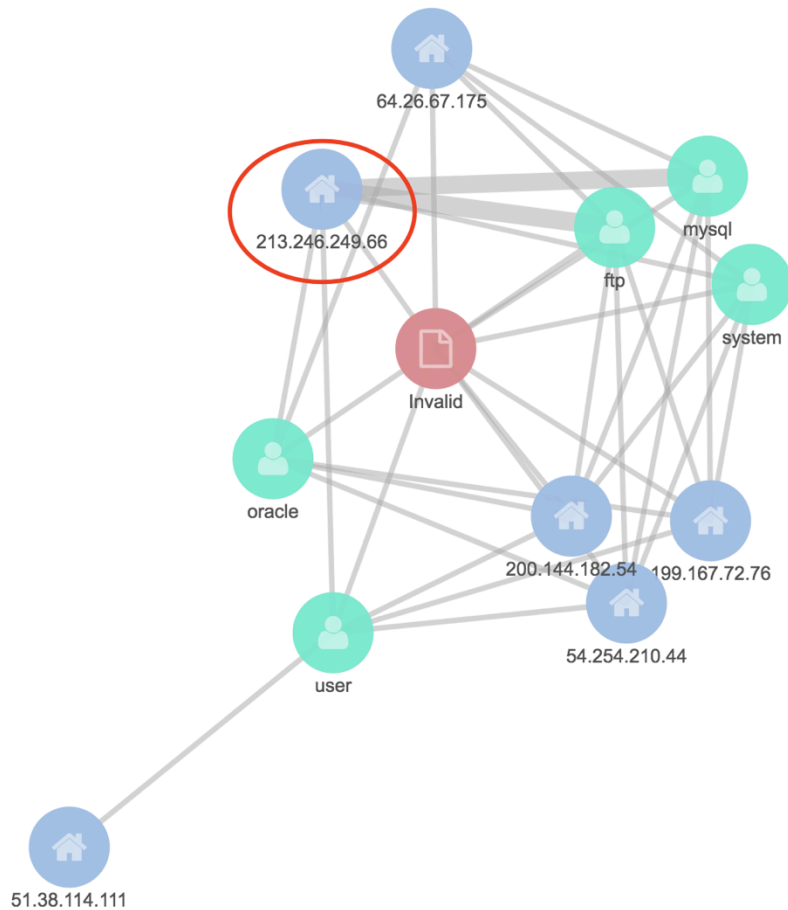 64.26.67.175
213.246.249.66
mysql
ftp
system
Invalid
oracle
200.144.182.54
199.167.72.76
54.254.210.44
user
51.38.114.111